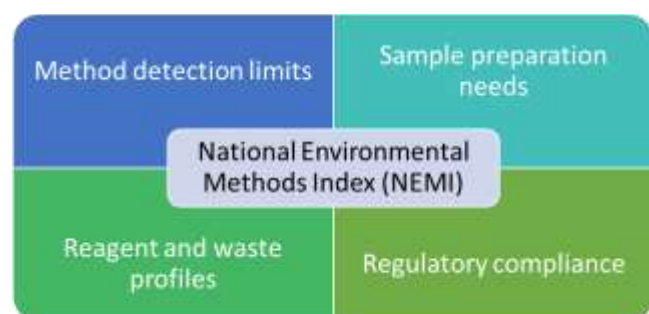 Method detection limits
Sample preparation
needs
National Environmental
Methods Index (NEMI)
Reagent and waste
profiles
Regulatory compliance